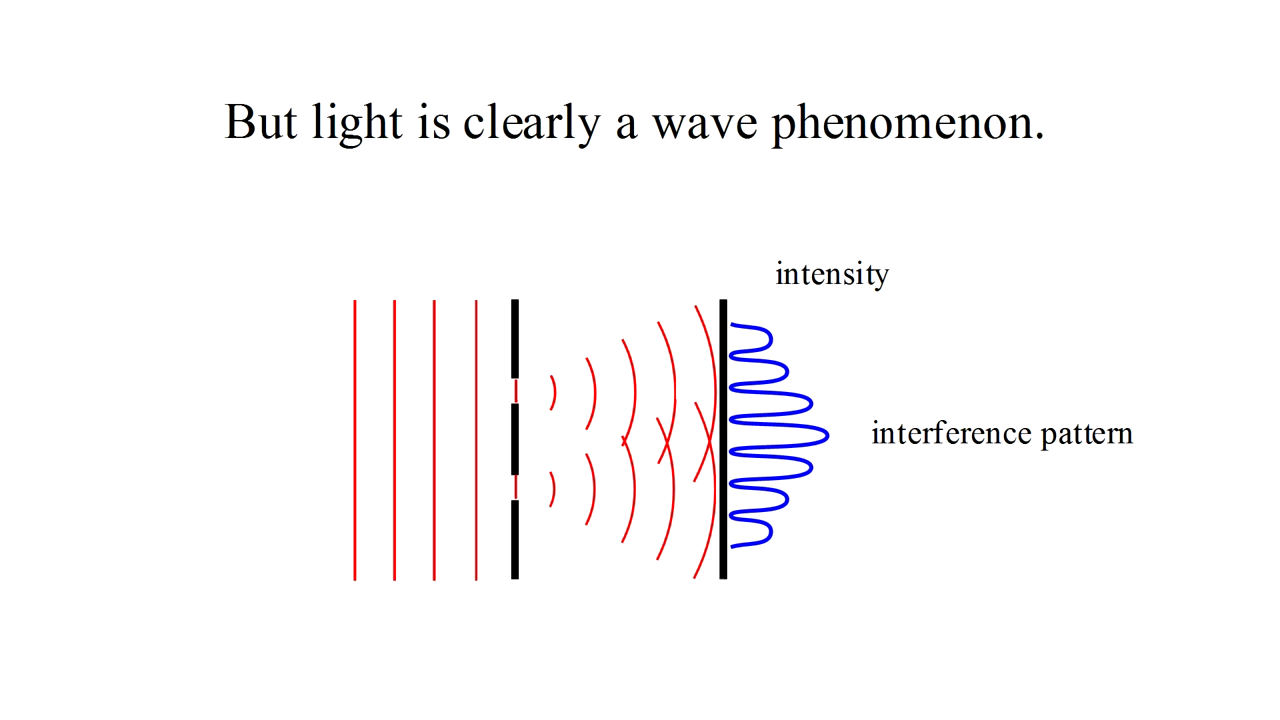 But light is clearly a wave phenomenon.
intensity
interference pattern